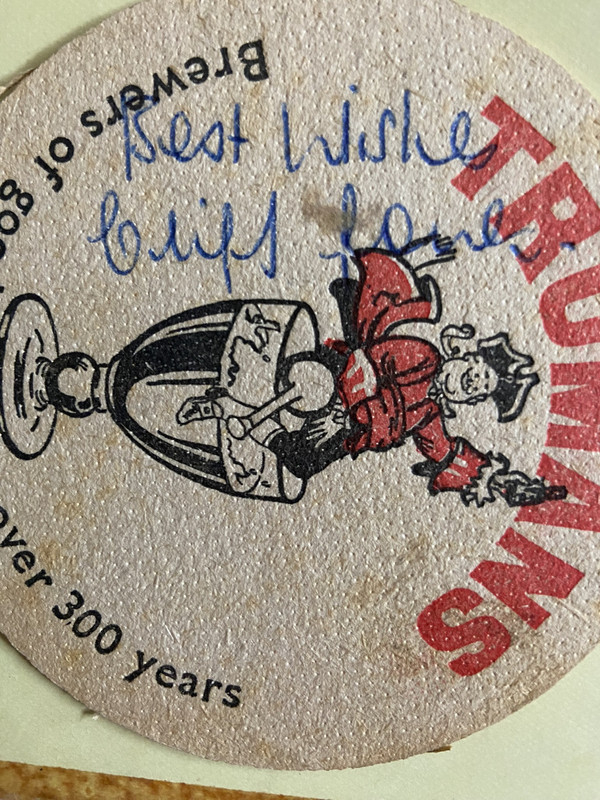 TRUMANS
Best Wishes
Cliff Jones.
Brewers of goo
over 300 years